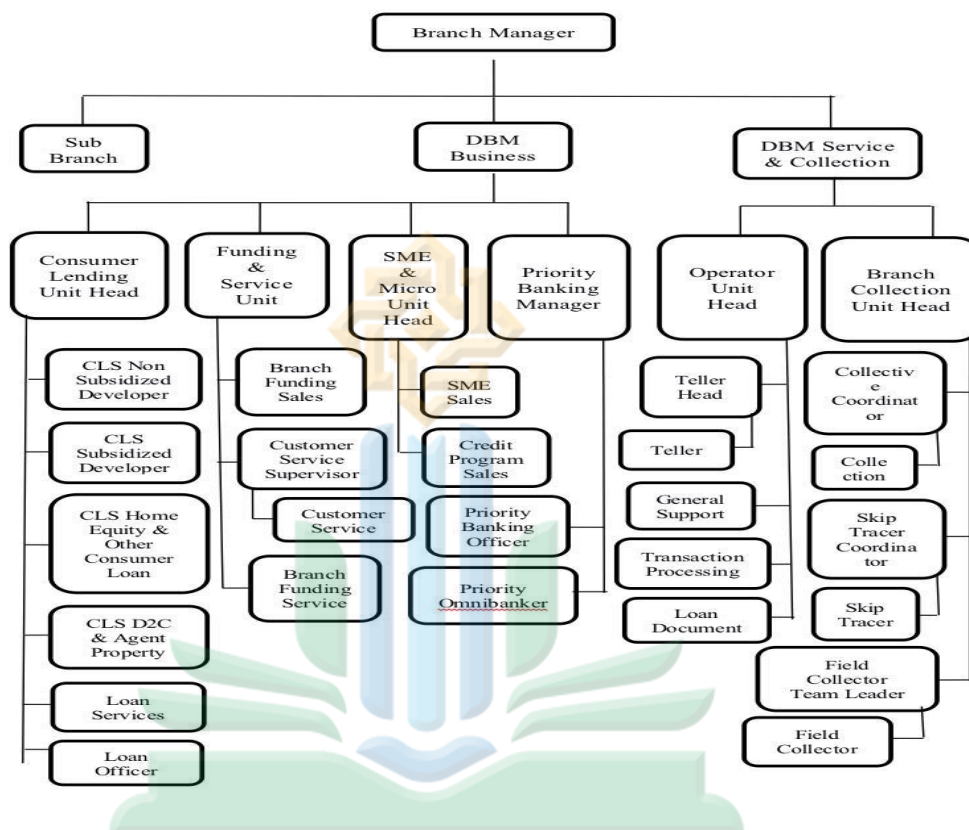 Branch Manager
Sub
Branch
DBM
Business
DBM Service
& Collection
Consumer
Lending
Unit Head
Funding
&
Service
Unit
SME
&
Micro
Unit
Head
Priority
Banking
Manager
Operator
Unit
Head
Branch
Collection
Unit Head
CLS Non
Subsidized
Developer
CLS
Subsidized
Developer
CLS Home
Equity &
Other
Consumer
Loan
CLS D2C
& Agent
Property
Loan
Services
Loan
Officer
Branch
Funding
Sales
Customer
Service
Supervisor
Customer
Service
Branch
Funding
Service
SME
Sales
Credit
Program
Sales
Priority
Banking
Officer
Priority
Omnibanker
Teller
Head
Teller
General
Support
Transaction
Processing
Loan
Document
Collectiv
e
Coordinat
or
Colle
ction
Skip
Tracer
Coordina
tor
Skip
Tracer
Field
Collector
Team Leader
Field
Collector